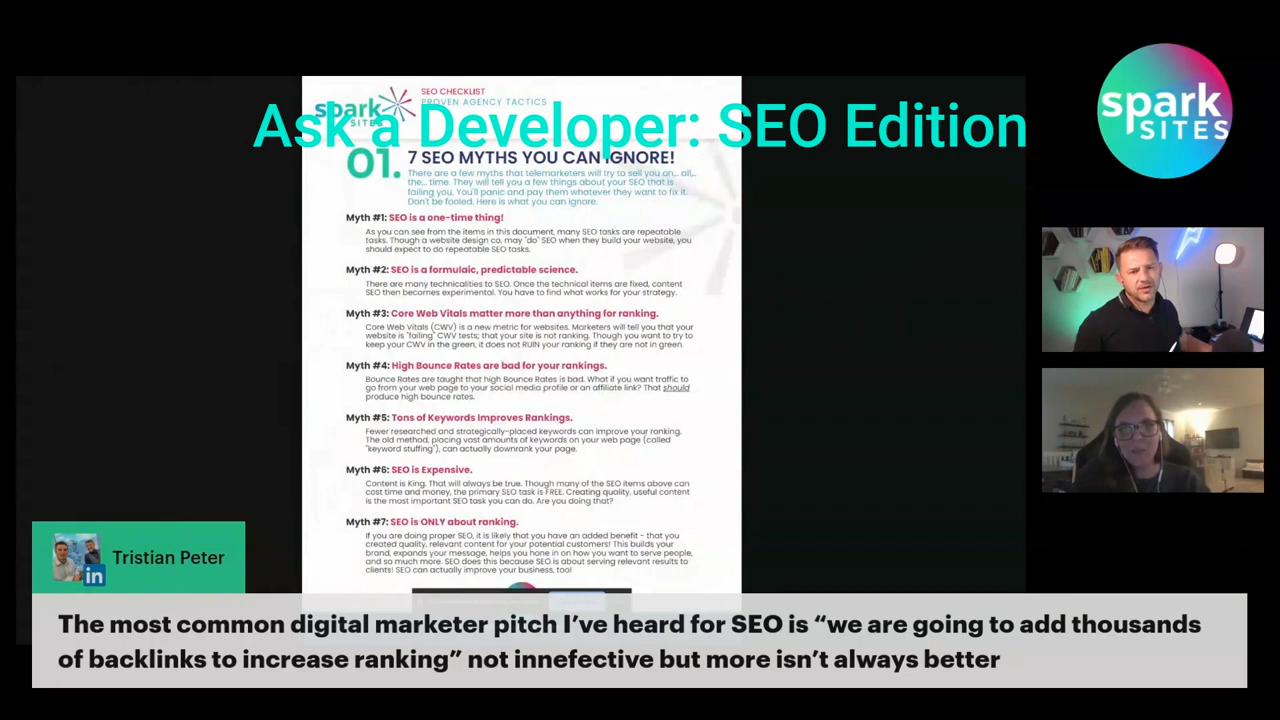 Ask a Developer: SEO Edition
spark
SITES
SEO CHECKLIST
PROVEN AGENCY TACTICS
spark
SITES
01.
7 SEO MYTHS YOU CAN IGNORE!
There are a few myths that telemarketers will try to sell you on... all...
the... time. They will tell you a few things about your SEO that is
failing you. You'll panic and pay them whatever they want to fix it.
Don't be fooled. Here is what you can ignore.
Myth #1: SEO is a one-time thing!
As you can see from the items in this document, many SEO tasks are repeatable
tasks. Though a website design co. may "do" SEO when they build your website, you
should expect to do repeatable SEO tasks.
Myth #2: SEO is a formulaic, predictable science.
There are many technicalities to SEO. Once the technical items are fixed, content
SEO then becomes experimental. You have to find what works for your strategy.
Myth #3: Core Web Vitals matter more than anything for ranking.
Core Web Vitals (CWV) is a new metric for websites. Marketers will tell you that your
website is "failing" CWV tests; that your site is not ranking. Though you want to try to
keep your CWV in the green, it does not RUIN your ranking if they are not in green.
Myth #4: High Bounce Rates are bad for your rankings.
Bounce Rates are taught that high Bounce Rates is bad. What if you want traffic to
go from your web page to your social media profile or an affiliate link? That should
produce high bounce rates.
Myth #5: Tons of Keywords Improves Rankings.
Fewer researched and strategically-placed keywords can improve your ranking.
The old method, placing vast amounts of keywords on your web page (called
"keyword stuffing"), can actually downrank your page.
Myth #6: SEO is Expensive.
Content is King. That will always be true. Though many of the SEO items above can
cost time and money, the primary SEO task is FREE. Creating quality, useful content
is the most important SEO task you can do. Are you doing that?
Myth #7: SEO is ONLY about ranking.
If you are doing proper SEO, it is likely that you have an added benefit - that you
created quality, relevant content for your potential customers! This builds your
brand, expands your message, helps you hone in on how you want to serve people,
and so much more. SEO does this because SEO is about serving relevant results to
clients! SEO can actually improve your business, too!
Tristian Peter
in
The most common digital marketer pitch I've heard for SEO is “we are going to add thousands
of backlinks to increase ranking” not innefective but more isn't always better